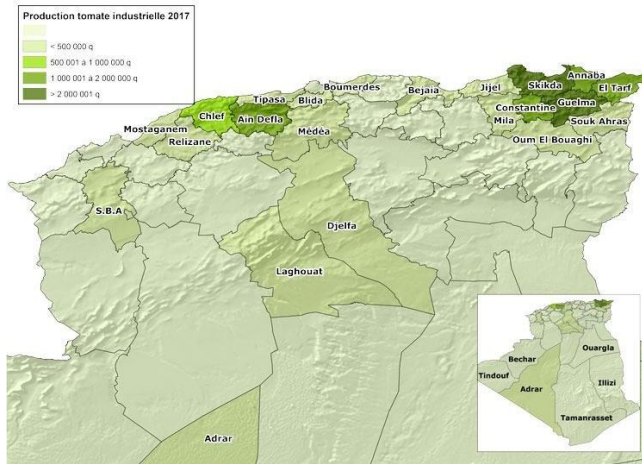 Production tomate industrielle 2017
< 500 000 q
500 001 à 1 000 000 q
1 000 001 à 2 000 000 q
> 2 000 001 q
Annaba
Skikda
El Tarf
Jijel
Boumerdes
Bejaia
Tipasa
Blida
Constantine
Guelma
Chlef
Ain Defla
Mila
Souk Ahras
Mostaganem
Médéa
Oum El Bouaghi
Relizane
S.B.A
Djelfa
Laghouat
Adrar
Ouargla
Bechar
Tindouf
Illizi
Adrar
Tamanrasset